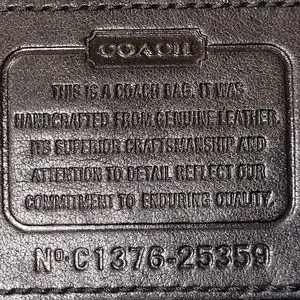 COACH
THIS IS A COACH BAG. IT WAS
HANDCRAFTED FROM GENUINE LEATHER.
ITS SUPERIOR CRAFTSMANSHIP AND
ATTENTION TO DETAIL REFLECT OUR
COMMITMENT TO ENDURING QUALITY.
Nº·C1376-25359